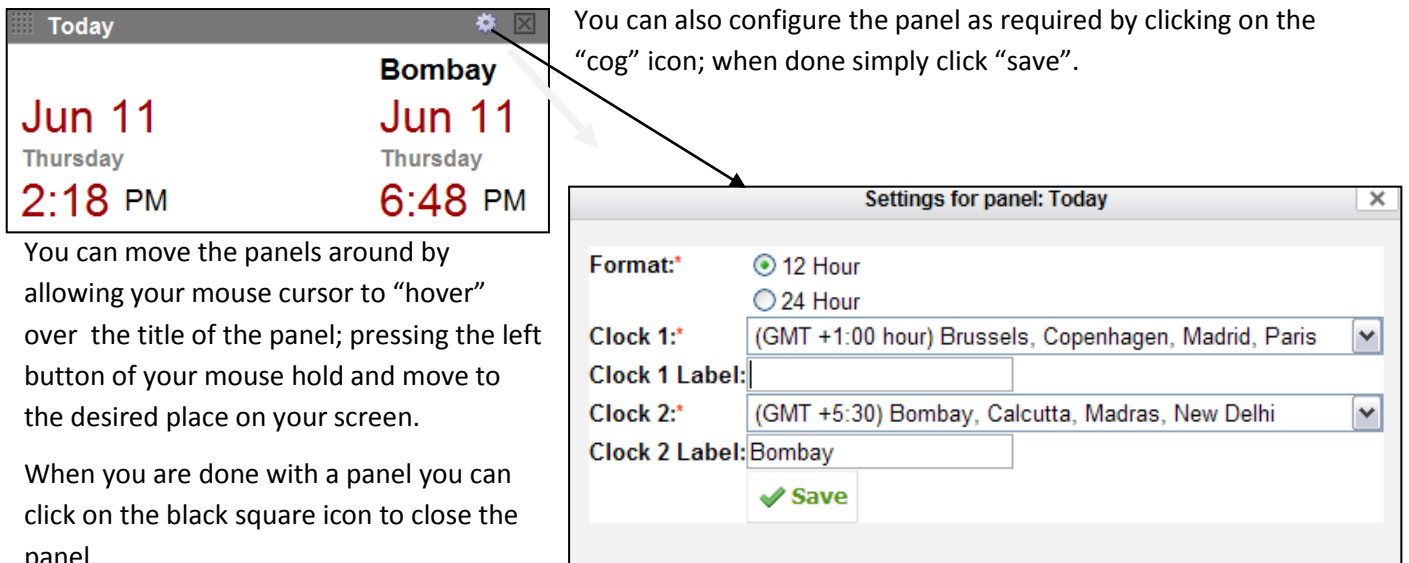 Today
Bombay
Jun 11 Jun 11
Thursday Thursday
2:18 PM 6:48 PM
You can also configure the panel as required by clicking on the
“cog” icon; when done simply click “save”.
You can move the panels around by
allowing your mouse cursor to “hover”
over the title of the panel; pressing the left
button of your mouse hold and move to
the desired place on your screen.
When you are done with a panel you can
click on the black square icon to close the
panel.
Settings for panel: Today
Format:* 12 Hour
24 Hour
Clock 1:* (GMT +1:00 hour) Brussels, Copenhagen, Madrid, Paris
Clock 1 Label:
Clock 2:* (GMT +5:30) Bombay, Calcutta, Madras, New Delhi
Clock 2 Label: Bombay
Save